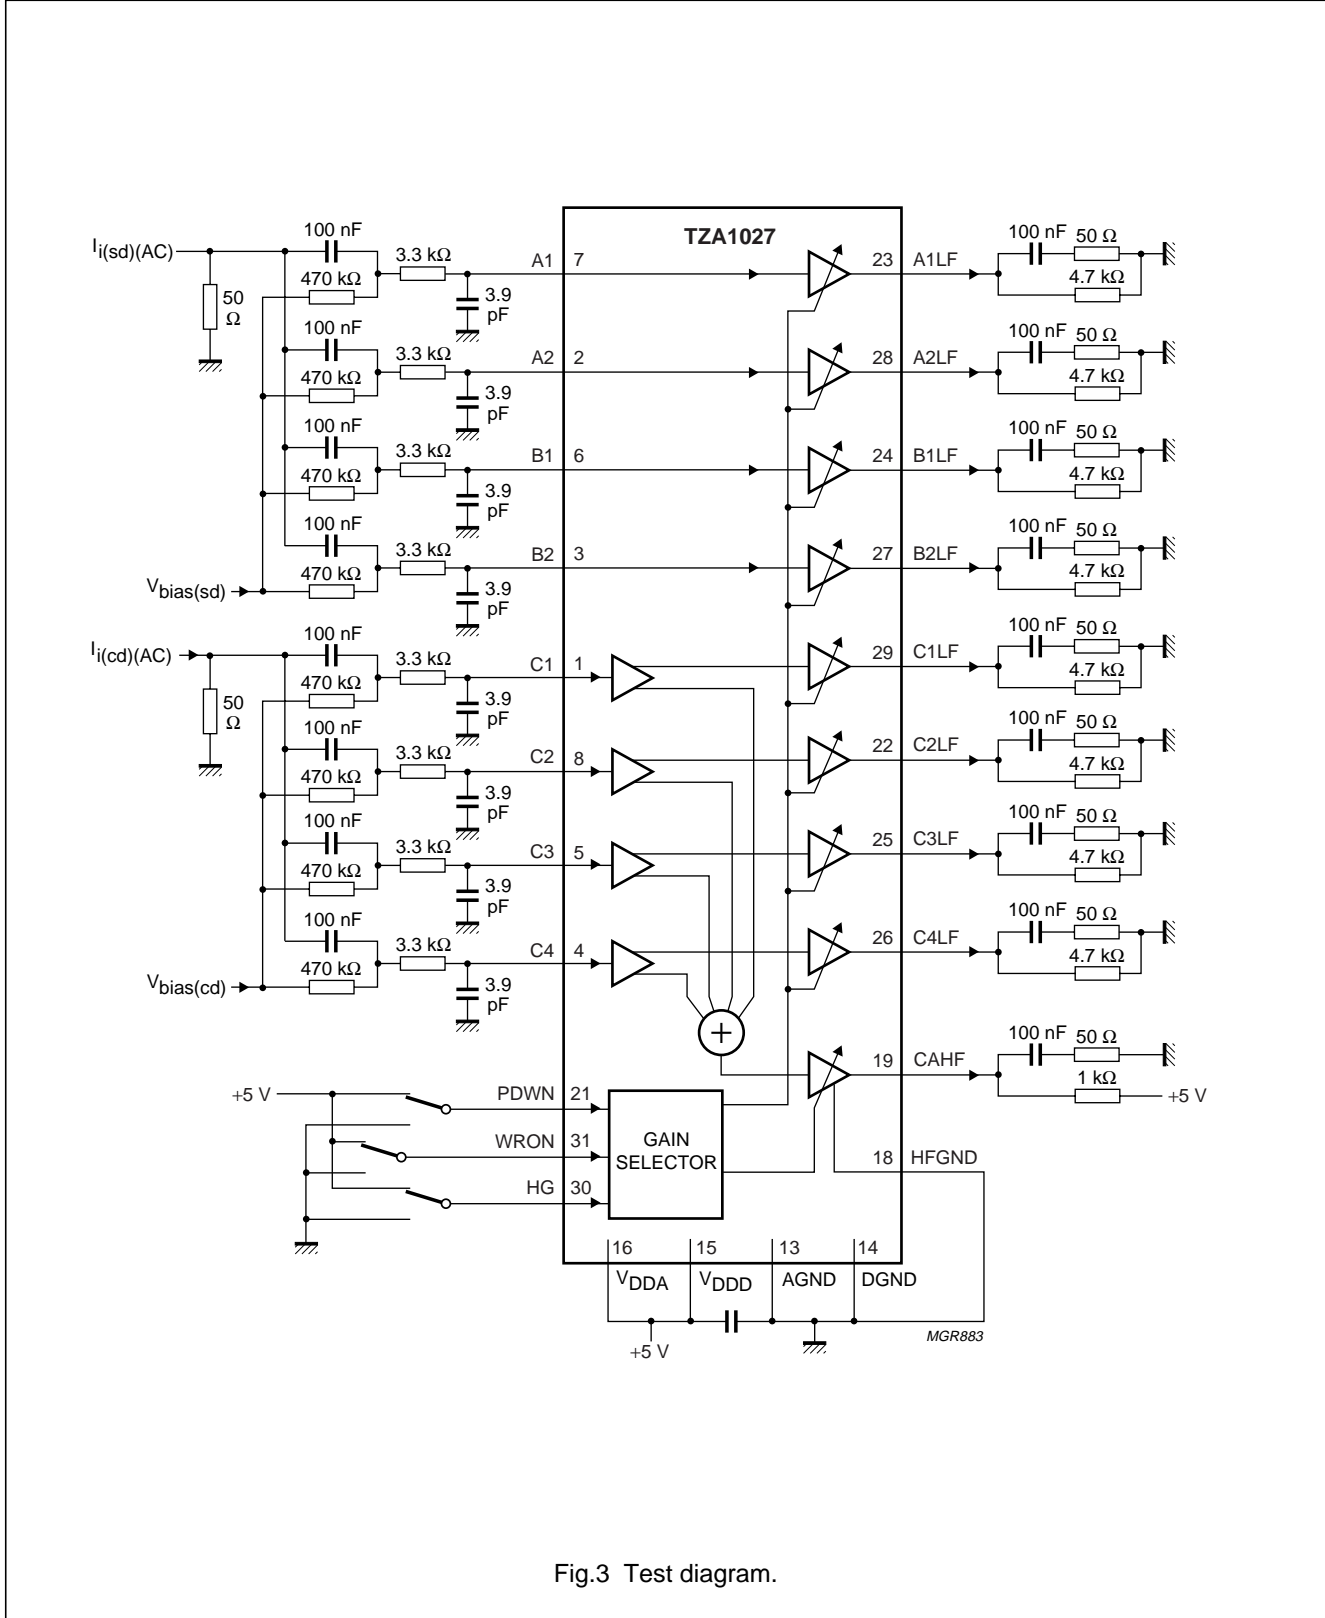 TZA1027
Ii(sd)(AC)
50 Ω
100 nF
470 kΩ
3.3 kΩ
3.9 pF
A1
7
23
A1LF
100 nF
50 Ω
4.7 kΩ
100 nF
470 kΩ
3.3 kΩ
3.9 pF
A2
2
28
A2LF
100 nF
50 Ω
4.7 kΩ
100 nF
470 kΩ
3.3 kΩ
3.9 pF
B1
6
24
B1LF
100 nF
50 Ω
4.7 kΩ
100 nF
470 kΩ
3.3 kΩ
3.9 pF
B2
3
27
B2LF
100 nF
50 Ω
4.7 kΩ
Vbias(sd)
Ii(cd)(AC)
50 Ω
100 nF
470 kΩ
3.3 kΩ
3.9 pF
C1
1
29
C1LF
100 nF
50 Ω
4.7 kΩ
100 nF
470 kΩ
3.3 kΩ
3.9 pF
C2
8
22
C2LF
100 nF
50 Ω
4.7 kΩ
100 nF
470 kΩ
3.3 kΩ
3.9 pF
C3
5
25
C3LF
100 nF
50 Ω
4.7 kΩ
100 nF
470 kΩ
3.3 kΩ
3.9 pF
C4
4
26
C4LF
100 nF
50 Ω
4.7 kΩ
Vbias(cd)
+
19
CAHF
100 nF
50 Ω
1 kΩ
+5 V
+5 V
PDWN
21
WRON
31
HG
30
GAIN
SELECTOR
18
HFGND
16
VDDA
15
VDDD
13
AGND
14
DGND
+5 V
MGR883
Fig.3 Test diagram.